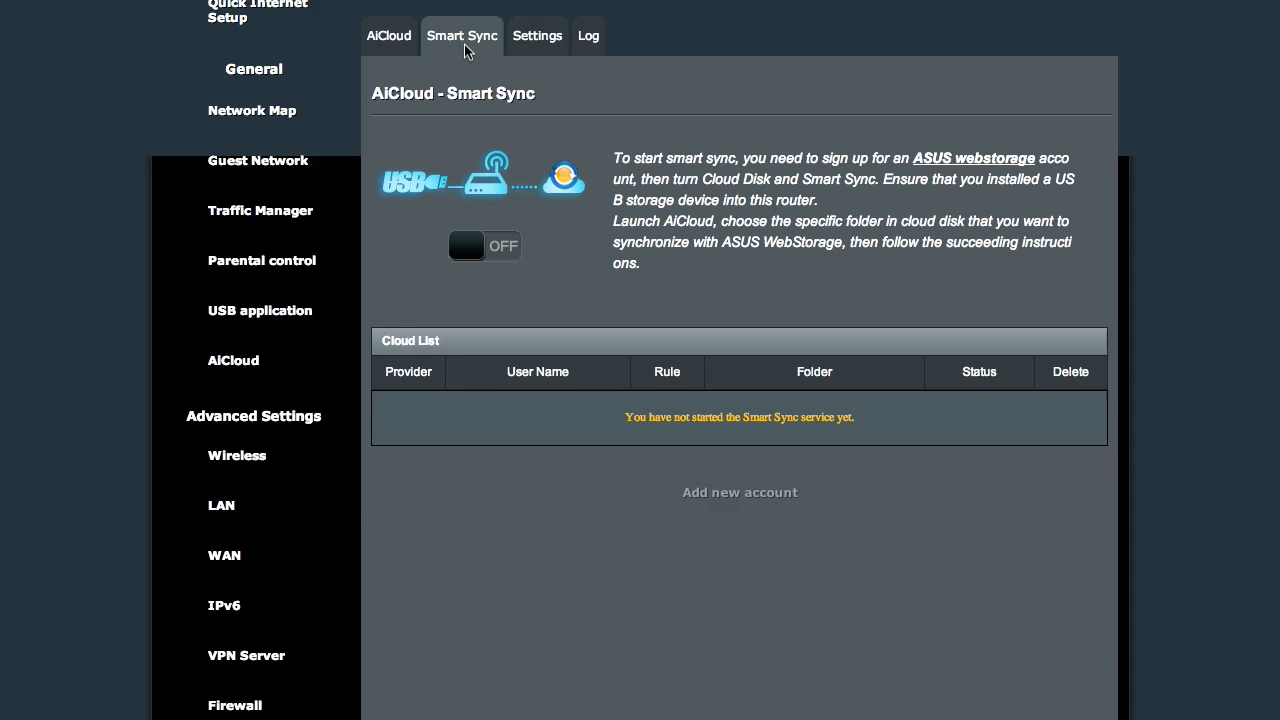 Quick Internet
Setup
General
Network Map
Guest Network
Traffic Manager
Parental control
USB application
AiCloud
Advanced Settings
Wireless
LAN
WAN
IPv6
VPN Server
Firewall
AiCloud Smart Sync Settings Log
AiCloud - Smart Sync
USB
OFF
To start smart sync, you need to sign up for an ASUS webstorage acco
unt, then turn Cloud Disk and Smart Sync. Ensure that you installed a US
B storage device into this router.
Launch AiCloud, choose the specific folder in cloud disk that you want to
synchronize with ASUS WebStorage, then follow the succeeding instructi
ons.
Cloud List
Provider User Name Rule Folder Status Delete
You have not started the Smart Sync service yet.
Add new account